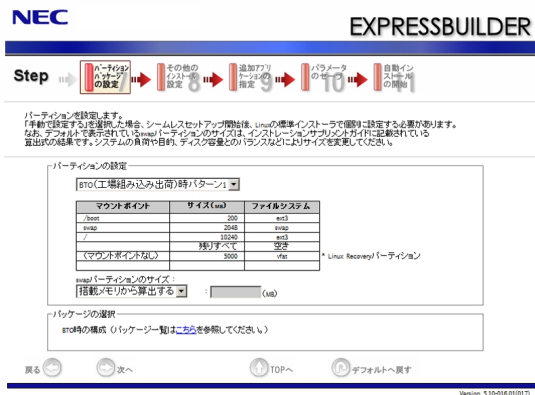 NEC
EXPRESSBUILDER
Step
パーティション パッケージ の設定 7
その他の インストール 設定 8
追加アプリ ケーションの 指定 9
パラメータ のセーブ 10
自動イン ストール の開始 11
パーティションを設定します。
「手動で設定する」を選択した場合、シームレスセットアップ開始後、Linuxの標準インストーラで個別に設定する必要があります。
なお、デフォルトで表示されているswapパーティションのサイズは、インストレーションサプリメントガイドに記載されている
算出式の結果です。システムの負荷や目的、ディスク容量とのバランスなどによりサイズを変更してください。
パーティションの設定
BTO(工場組み込み出荷)時パターン1
マウントポイント サイズ(MB) ファイルシステム
/boot 200 ext3
swap 2048 swap
/ 10240 ext3
残りすべて 空き
(マウントポイントなし) 5000 vfat * Linux Recoveryパーティション
swapパーティションのサイズ:
搭載メモリから算出する : (MB)
パッケージの選択
BTO時の構成 (パッケージ一覧はこちらを参照してください。)
戻る 次へ TOPへ デフォルトへ戻す
Version 5.10-016.01(017)